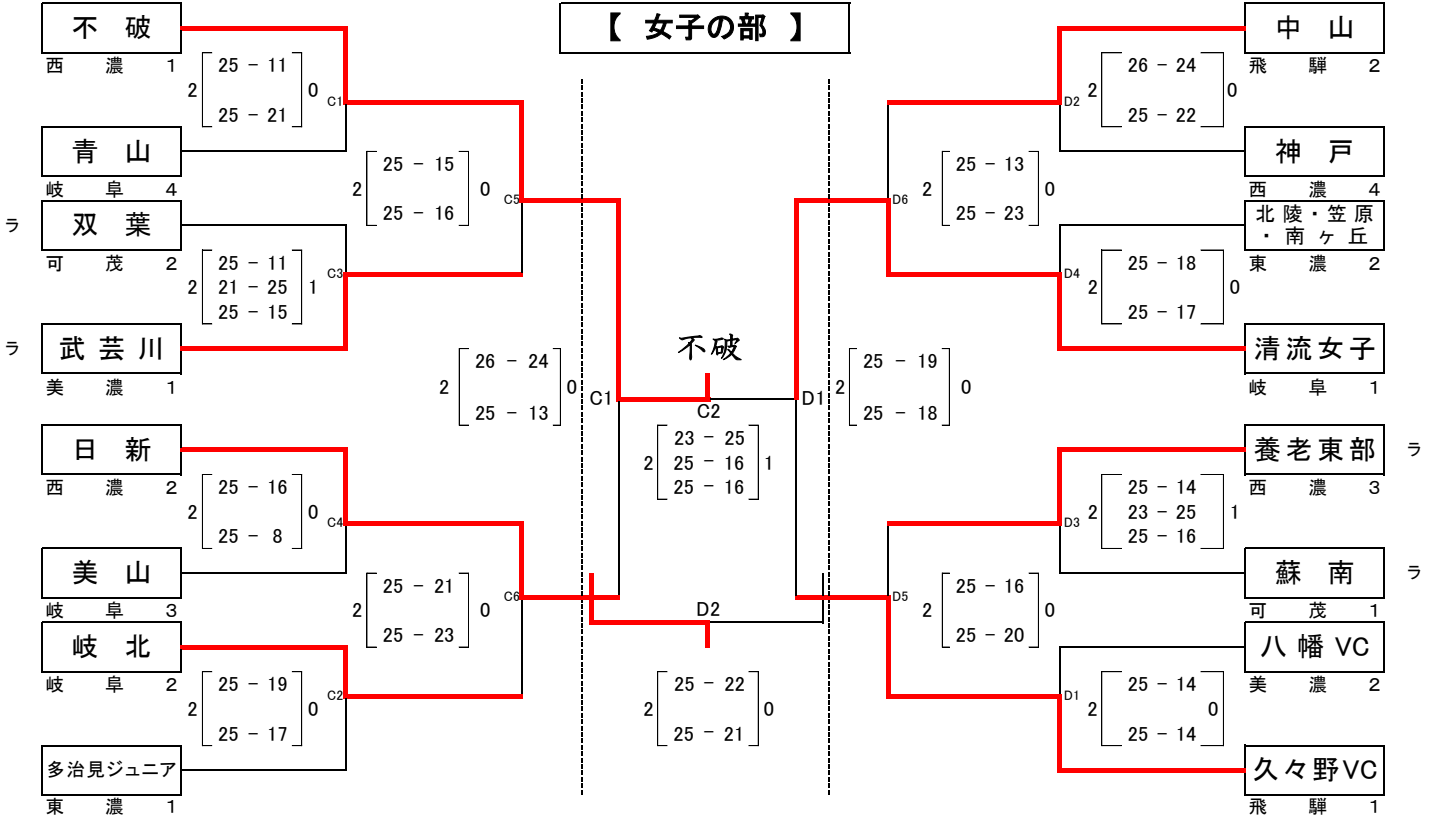 【 女子の部 】
不 破
西 濃 1
2 25 - 11 0
25 - 21
C1
青 山
岐 阜 4
ラ 双 葉
可 茂 2
2 25 - 11 1
21 - 25
25 - 15
C3
ラ 武芸川
美 濃 1
2 25 - 15 0
25 - 16
C5
日 新
西 濃 2
2 25 - 16 0
25 - 8
C4
美 山
岐 阜 3
岐 北
岐 阜 2
2 25 - 19 0
25 - 17
C2
多治見ジュニア
東 濃 1
2 25 - 21 0
25 - 23
C6
2 26 - 24 0
25 - 13
C1
不破
C2
2 23 - 25 1
25 - 16
25 - 16
D2
2 25 - 22 0
25 - 21
D1
2 25 - 19 0
25 - 18
中 山
飛 騨 2
D2
2 26 - 24 0
25 - 22
神 戸
西 濃 4
北陵・笠原
・南ヶ丘
東 濃 2
D4
2 25 - 18 0
25 - 17
清流女子
岐 阜 1
D6
2 25 - 13 0
25 - 23
養老東部 ラ
西 濃 3
D3
2 25 - 14 1
23 - 25
25 - 16
蘇 南 ラ
可 茂 1
八幡VC
美 濃 2
D1
2 25 - 14 0
25 - 14
久々野VC
飛 騨 1
D5
2 25 - 16 0
25 - 20